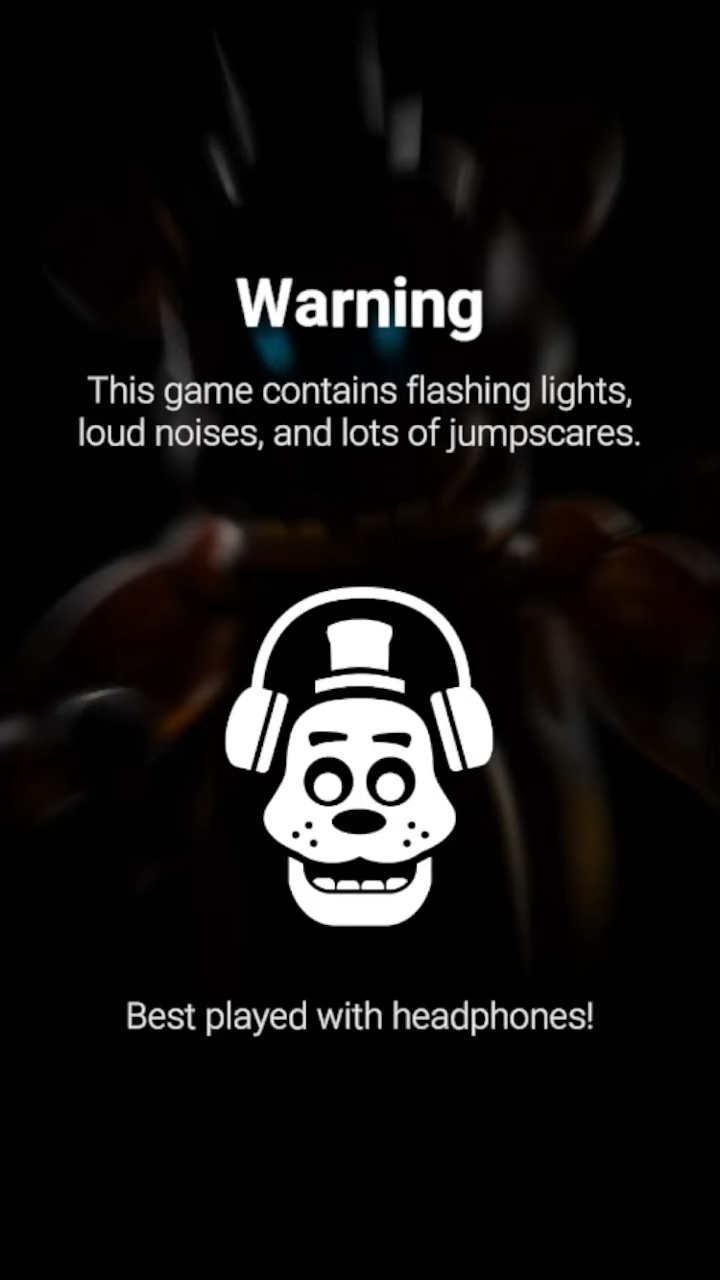 Warning
This game contains flashing lights,
loud noises, and lots of jumpscares.
Best played with headphones!